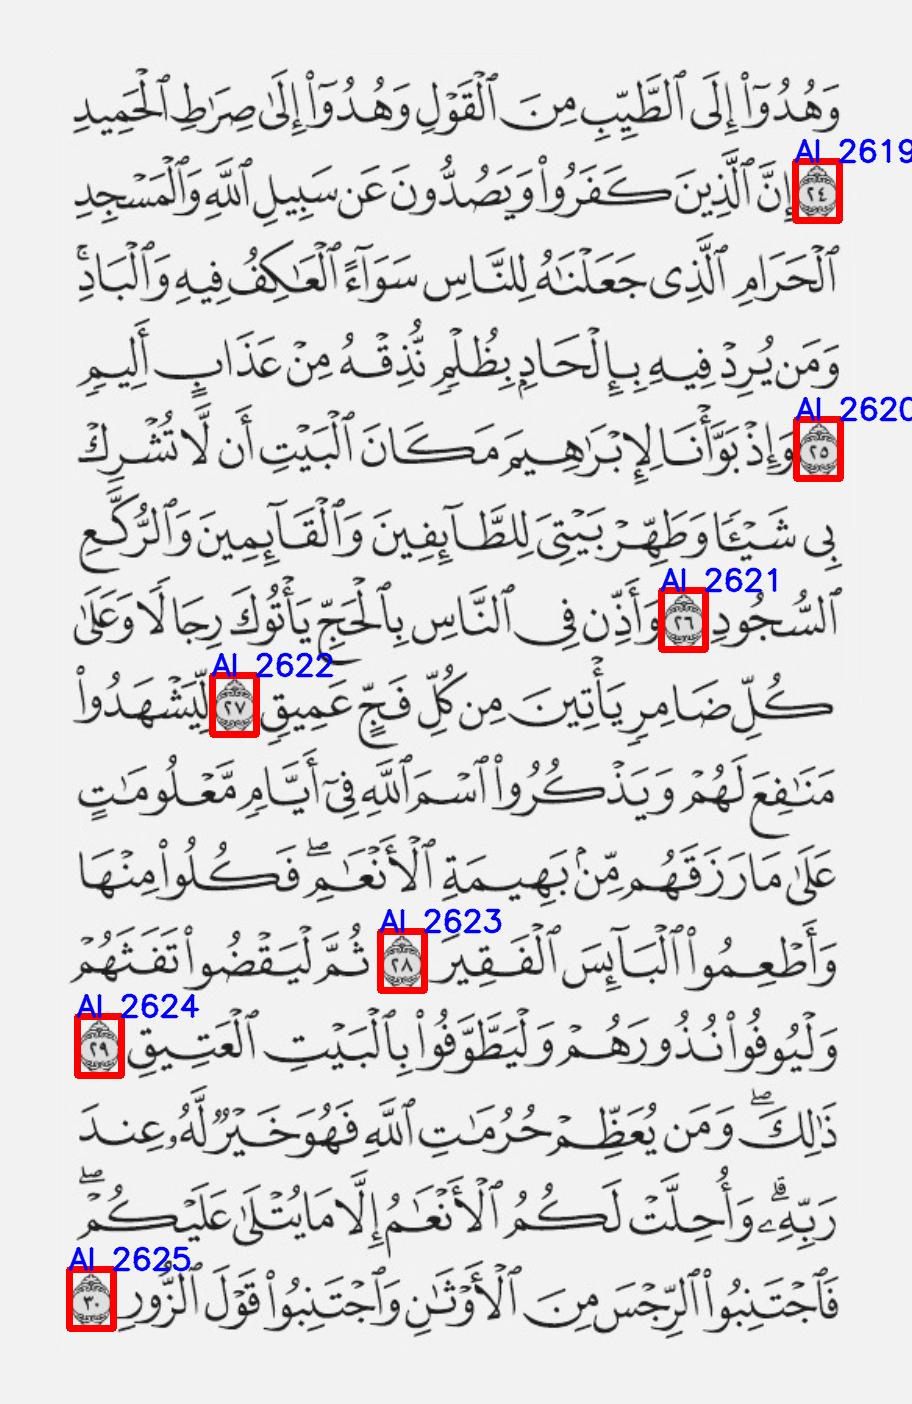 وَهُدُوٓا۟ إِلَى ٱلطَّيِّبِ مِنَ ٱلْقَوْلِ وَهُدُوٓا۟ إِلَىٰ صِرَٰطِ ٱلْحَمِيدِ
AI_2619
٢٤ إِنَّ ٱلَّذِينَ كَفَرُوا۟ وَيَصُدُّونَ عَن سَبِيلِ ٱللَّهِ وَٱلْمَسْجِدِ
ٱلْحَرَامِ ٱلَّذِى جَعَلْنَٰهُ لِلنَّاسِ سَوَآءً ٱلْعَٰكِفُ فِيهِ وَٱلْبَادِ ۚ
وَمَن يُرِدْ فِيهِ بِإِلْحَادٍۭ بِظُلْمٍ نُّذِقْهُ مِنْ عَذَابٍ أَلِيمٍ
AI_2620
٢٥ وَإِذْ بَوَّأْنَا لِإِبْرَٰهِيمَ مَكَانَ ٱلْبَيْتِ أَن لَّا تُشْرِكْ
بِى شَيْـًٔا وَطَهِّرْ بَيْتِىَ لِلطَّآئِفِينَ وَٱلْقَآئِمِينَ وَٱلرُّكَّعِ
AI_2621
ٱلسُّجُودِ ٢٦ وَأَذِّن فِى ٱلنَّاسِ بِٱلْحَجِّ يَأْتُوكَ رِجَالًا وَعَلَىٰ
AI_2622
كُلِّ ضَامِرٍ يَأْتِينَ مِن كُلِّ فَجٍّ عَمِيقٍ ٢٧ لِّيَشْهَدُوا۟
مَنَٰفِعَ لَهُمْ وَيَذْكُرُوا۟ ٱسْمَ ٱللَّهِ فِىٓ أَيَّامٍ مَّعْلُومَٰتٍ
عَلَىٰ مَا رَزَقَهُم مِّنۢ بَهِيمَةِ ٱلْأَنْعَٰمِ ۖ فَكُلُوا۟ مِنْهَا
AI_2623
وَأَطْعِمُوا۟ ٱلْبَآئِسَ ٱلْفَقِيرَ ٢٨ ثُمَّ لْيَقْضُوا۟ تَفَثَهُمْ
AI_2624
وَلْيُوفُوا۟ نُذُورَهُمْ وَلْيَطَّوَّفُوا۟ بِٱلْبَيْتِ ٱلْعَتِيقِ ٢٩
ذَٰلِكَ ۖ وَمَن يُعَظِّمْ حُرُمَٰتِ ٱللَّهِ فَهُوَ خَيْرٌ لَّهُۥ عِندَ
رَبِّهِۦ ۗ وَأُحِلَّتْ لَكُمُ ٱلْأَنْعَٰمُ إِلَّا مَا يُتْلَىٰ عَلَيْكُمْ ۖ
AI_2625
فَٱجْتَنِبُوا۟ ٱلرِّجْسَ مِنَ ٱلْأَوْثَٰنِ وَٱجْتَنِبُوا۟ قَوْلَ ٱلزُّورِ ٣٠